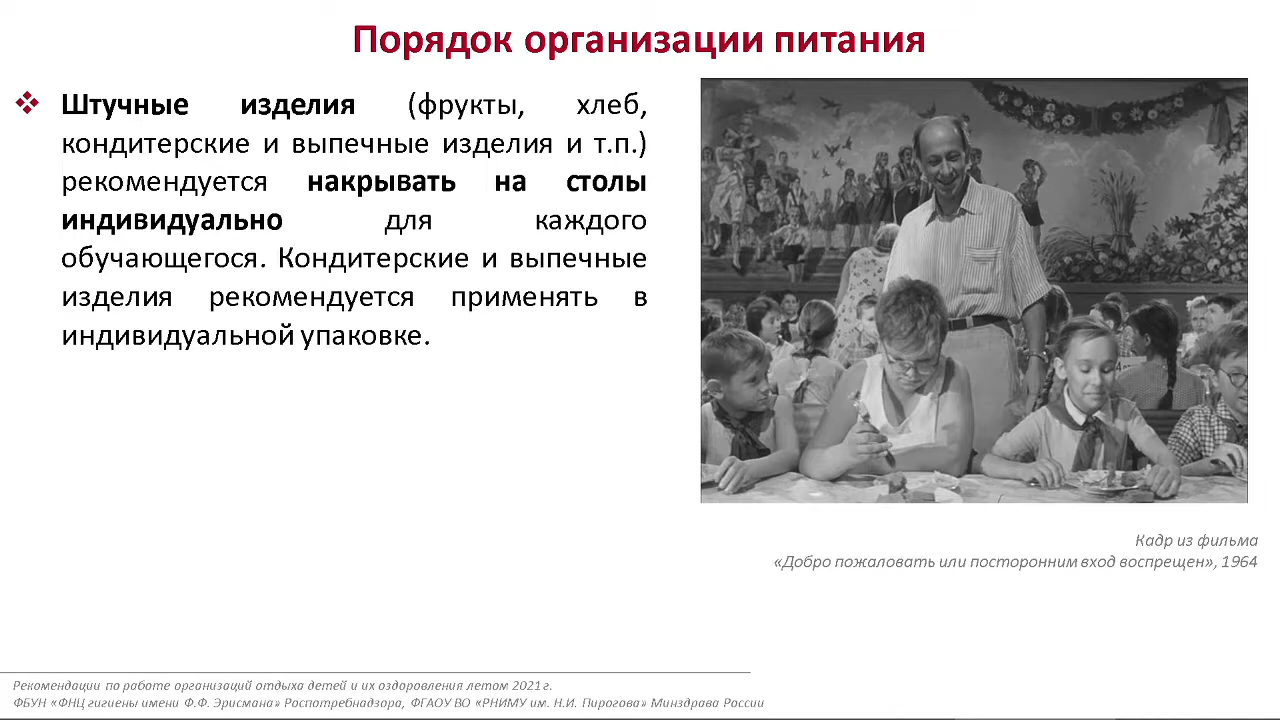 Порядок организации питания
Штучные изделия (фрукты, хлеб,
кондитерские и выпечные изделия и т.п.)
рекомендуется накрывать на столы
индивидуально для каждого
обучающегося. Кондитерские и выпечные
изделия рекомендуется применять в
индивидуальной упаковке.
Кадр из фильма
«Добро пожаловать или посторонним вход воспрещен», 1964
Рекомендации по работе организаций отдыха детей и их оздоровления летом 2021 г.
ФБУН «ФНЦ гигиены имени Ф.Ф. Эрисмана» Роспотребнадзора, ФГАОУ ВО «РНИМУ им. Н.И. Пирогова» Минздрава России